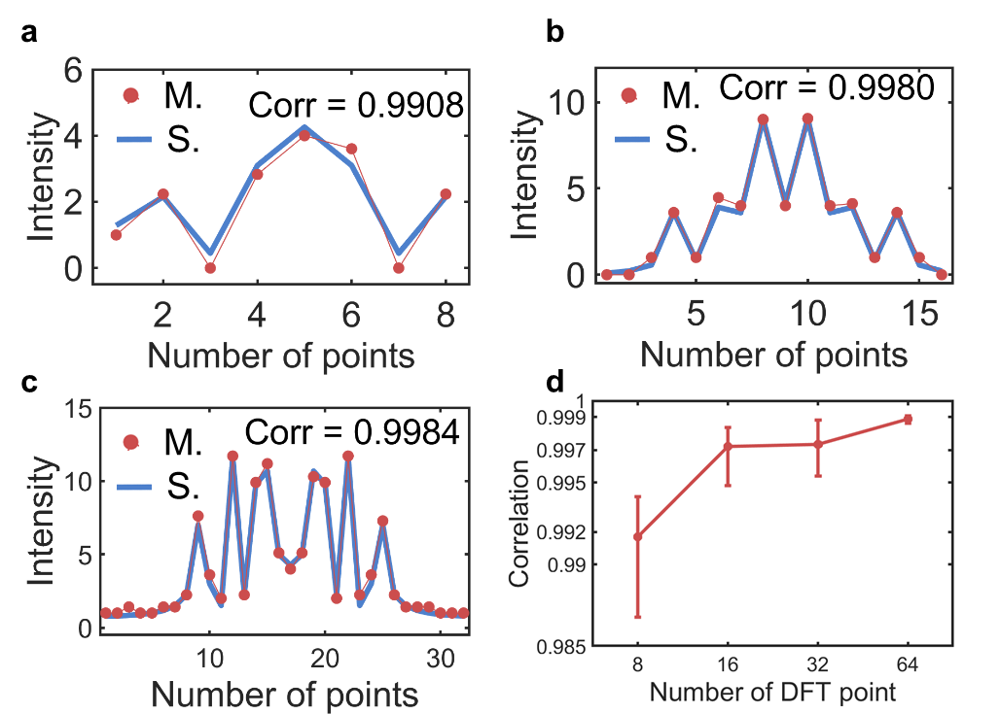 a
6
4
2
0
Intensity
M.
S.
Corr = 0.9908
2 4 6 8
Number of points
b
10
5
0
Intensity
M.
S.
Corr = 0.9980
5 10 15
Number of points
c
15
10
5
0
Intensity
M.
S.
Corr = 0.9984
10 20 30
Number of points
d
1
0.999
0.997
0.995
0.992
0.99
0.985
Correlation
8 16 32 64
Number of DFT point